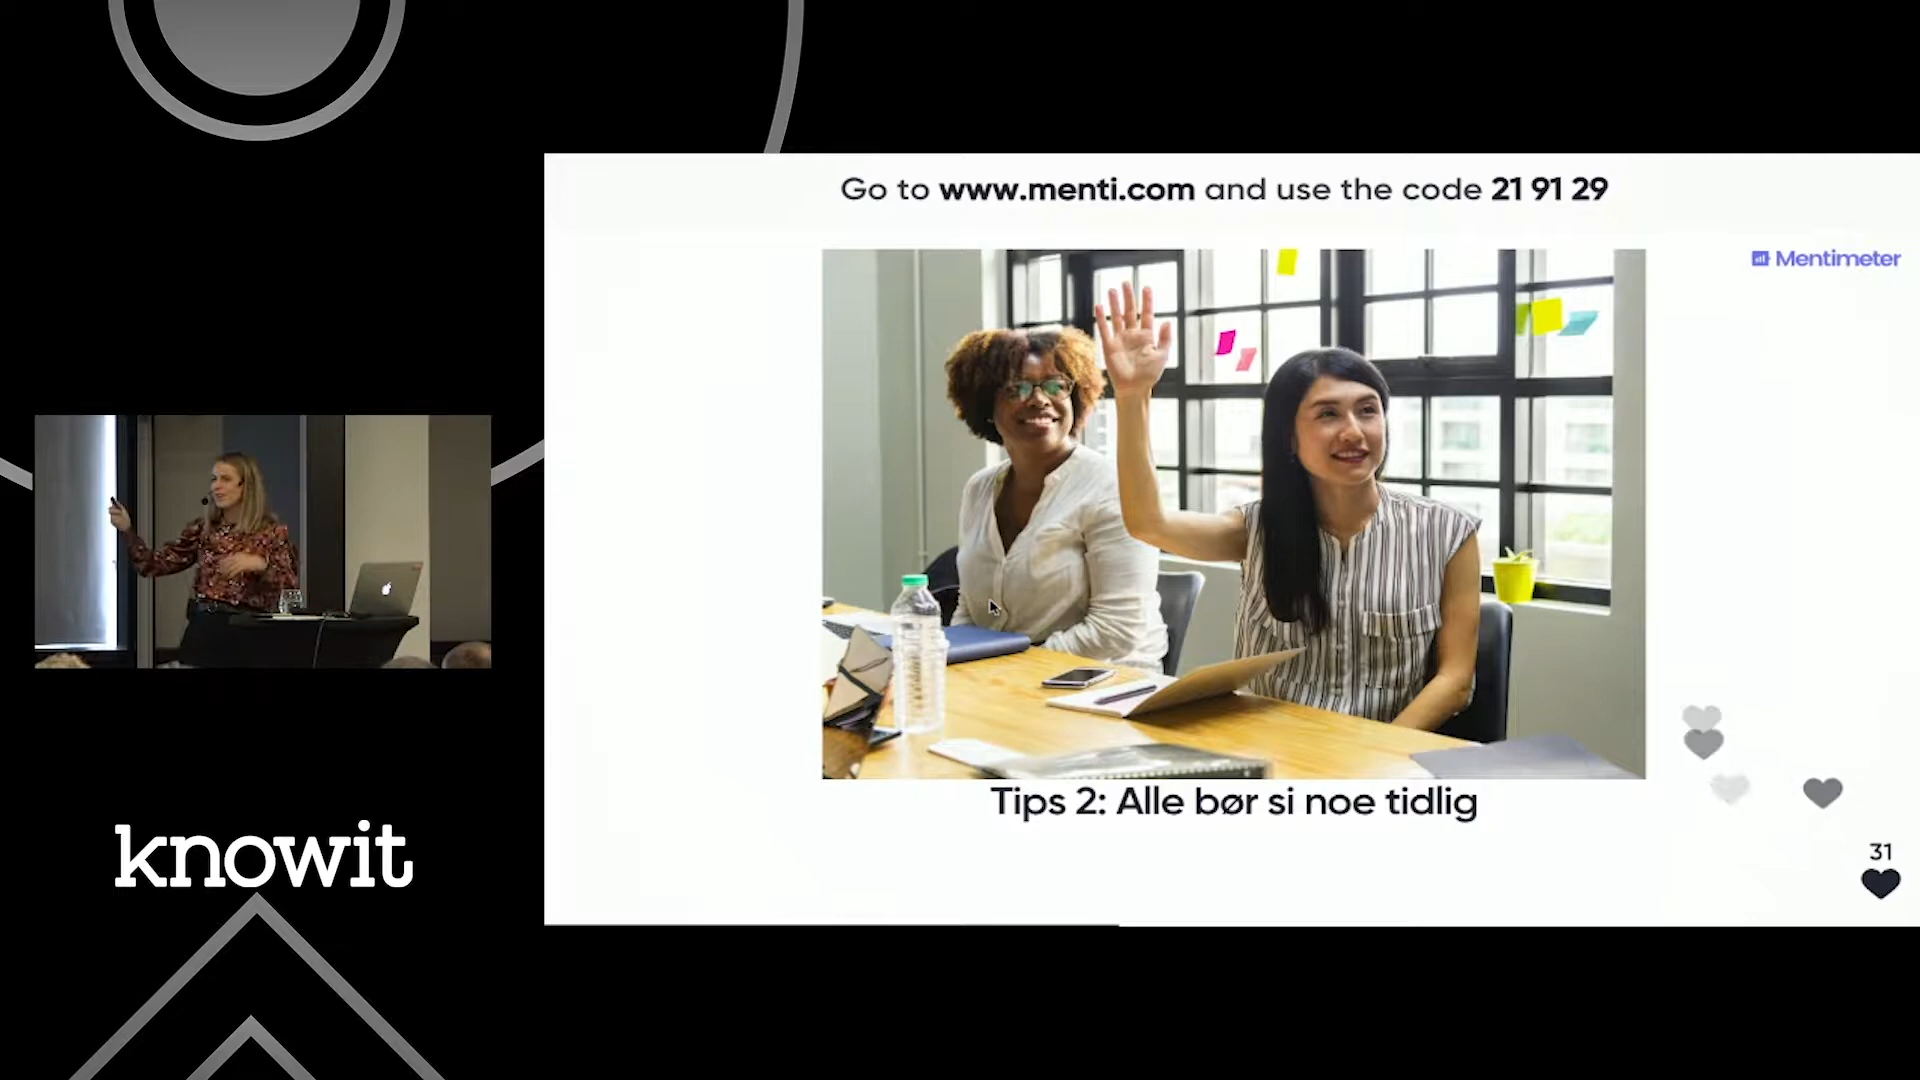 Go to www.menti.com and use the code 21 91 29
Mentimeter
Tips 2: Alle bør si noe tidlig
31
knowit